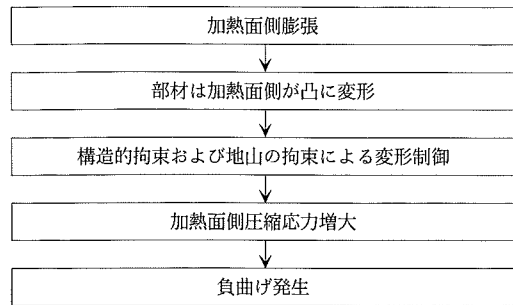 加熱面側膨張
部材は加熱面側が凸に変形
構造的拘束および地山の拘束による変形制御
加熱面側圧縮応力増大
負曲げ発生